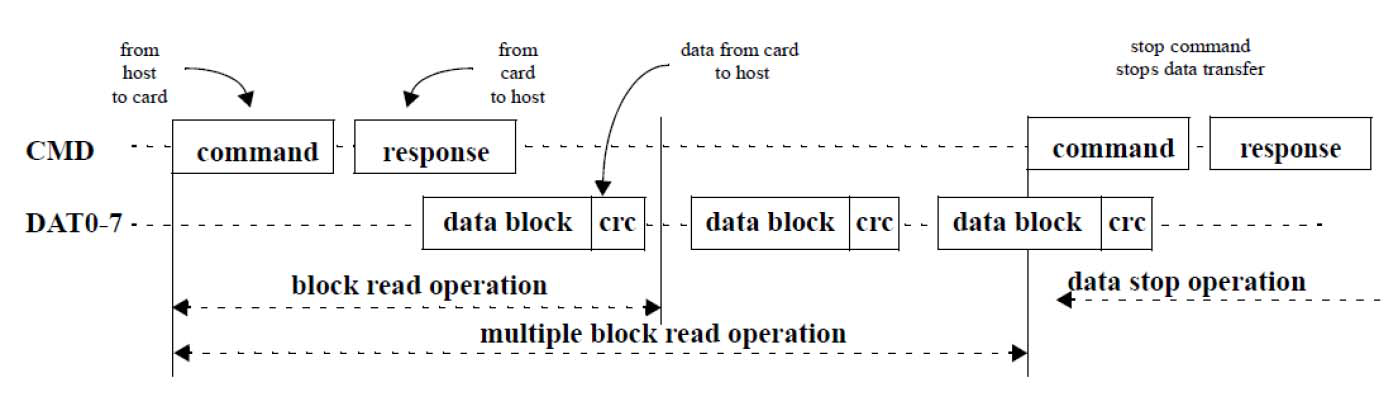 from
host
to card
from
card
to host
data from card
to host
stop command
stops data transfer
CMD
command
response
command
response
DAT0-7
data block
crc
data block
crc
data block
crc
block read operation
data stop operation
multiple block read operation